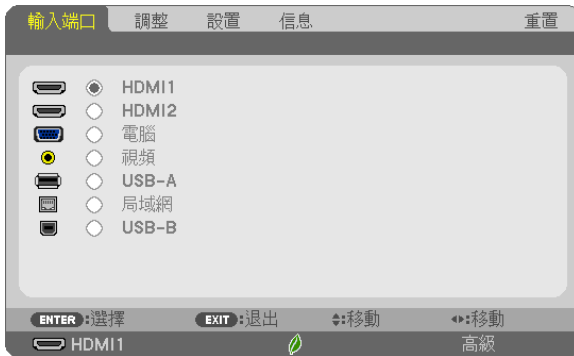 輸入端口 調整 設置 信息 重置
HDMI1
HDMI2
電腦
視頻
USB-A
局域網
USB-B
ENTER:選擇 EXIT:退出 :移動 :移動
HDMI1 高級